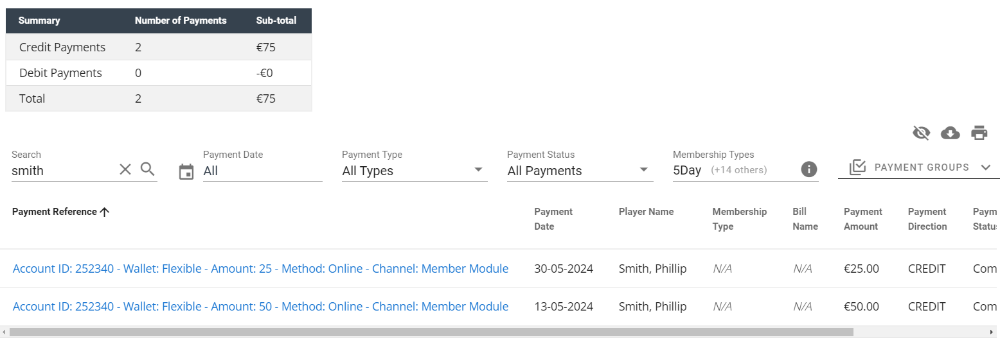 Summary Number of Payments Sub-total
Credit Payments 2 €75
Debit Payments 0 -€0
Total 2 €75
Search Payment Date Payment Type Payment Status Membership Types
smith All All Types All Payments 5Day (+14 others) PAYMENT GROUPS
Payment Reference Payment Player Name Membership Bill Payment Payment Paym
Date Type Name Amount Direction Statu
Account ID: 252340 - Wallet: Flexible - Amount: 25 - Method: Online - Channel: Member Module 30-05-2024 Smith, Phillip N/A N/A €25.00 CREDIT Com
Account ID: 252340 - Wallet: Flexible - Amount: 50 - Method: Online - Channel: Member Module 13-05-2024 Smith, Phillip N/A N/A €50.00 CREDIT Com